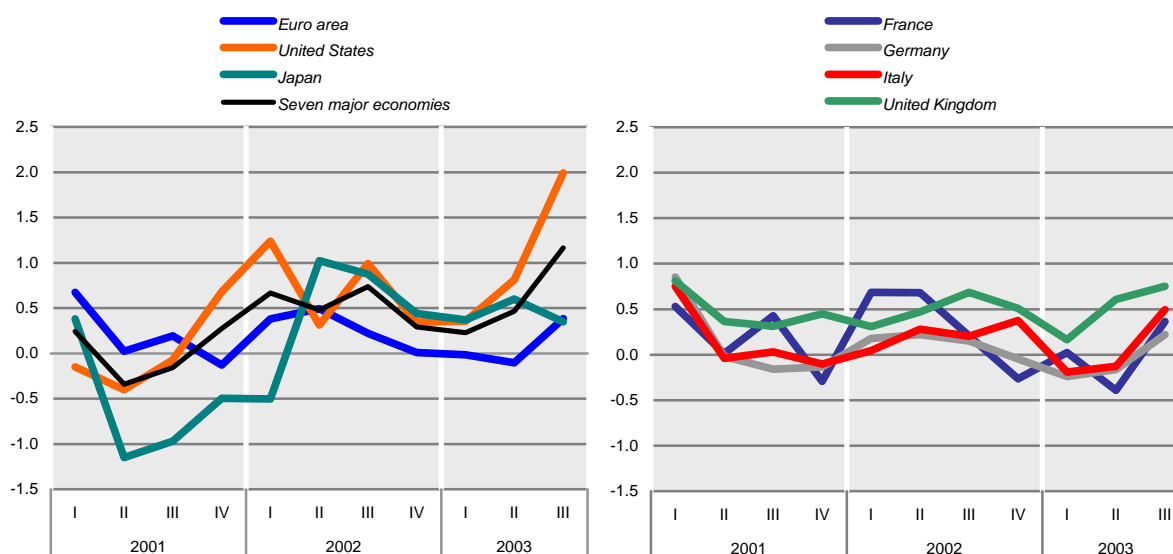 Euro area
United States
Japan
Seven major economies
2.5
2.0
1.5
1.0
0.5
0.0
-0.5
-1.0
-1.5
I II III IV I II III IV I II III
2001 2002 2003
France
Germany
Italy
United Kingdom
2.5
2.0
1.5
1.0
0.5
0.0
-0.5
-1.0
-1.5
I II III IV I II III IV I II III
2001 2002 2003